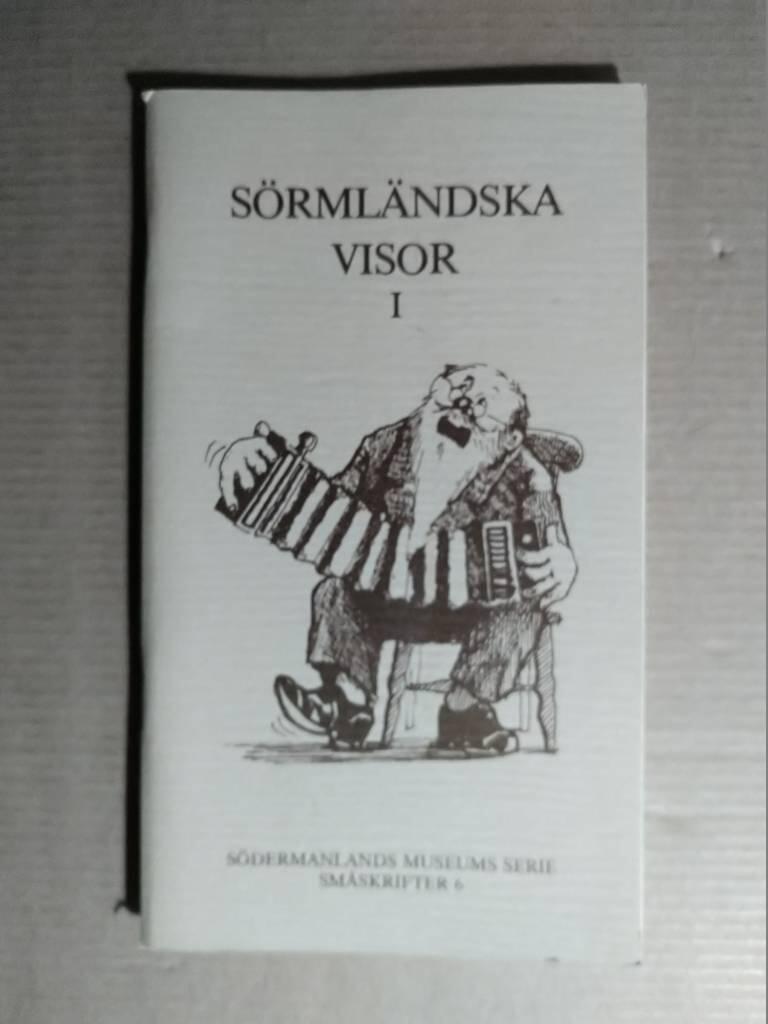 SÖRMLÄNDSKA
VISOR
I
SÖDERMANLANDS MUSEUMS SERIE
SMÅSKRIFTER 6